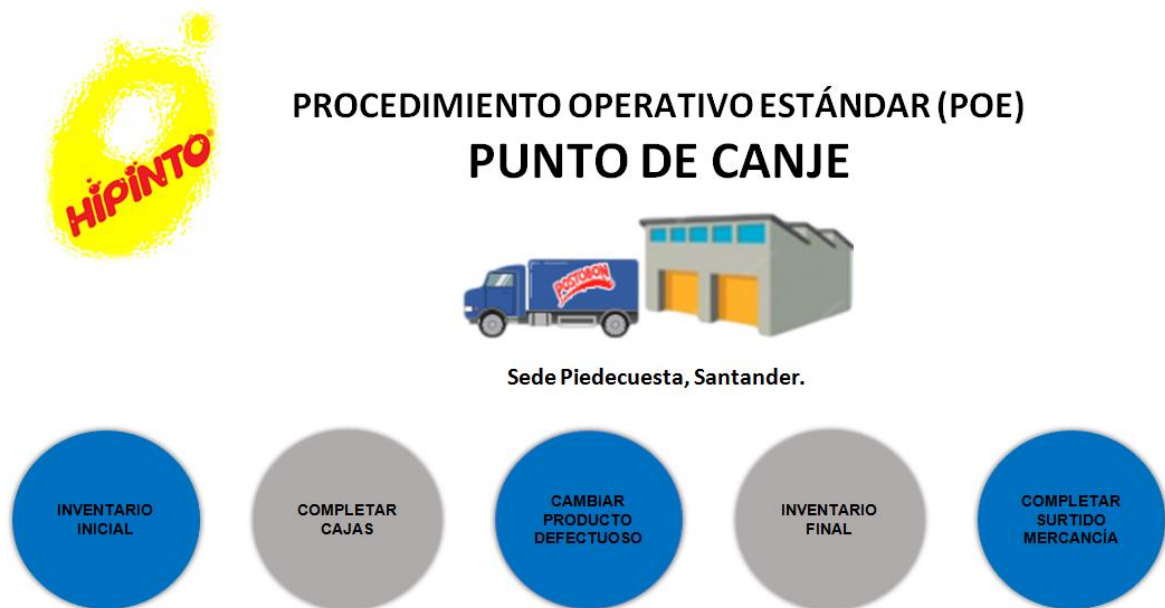 HIPINTO
PROCEDIMIENTO OPERATIVO ESTÁNDAR (POE)
PUNTO DE CANJE
POSTOBON
Sede Piedecuesta, Santander.
INVENTARIO
INICIAL
COMPLETAR
CAJAS
CAMBIAR
PRODUCTO
DEFECTUOSO
INVENTARIO
FINAL
COMPLETAR
SURTIDO
MERCANCÍA